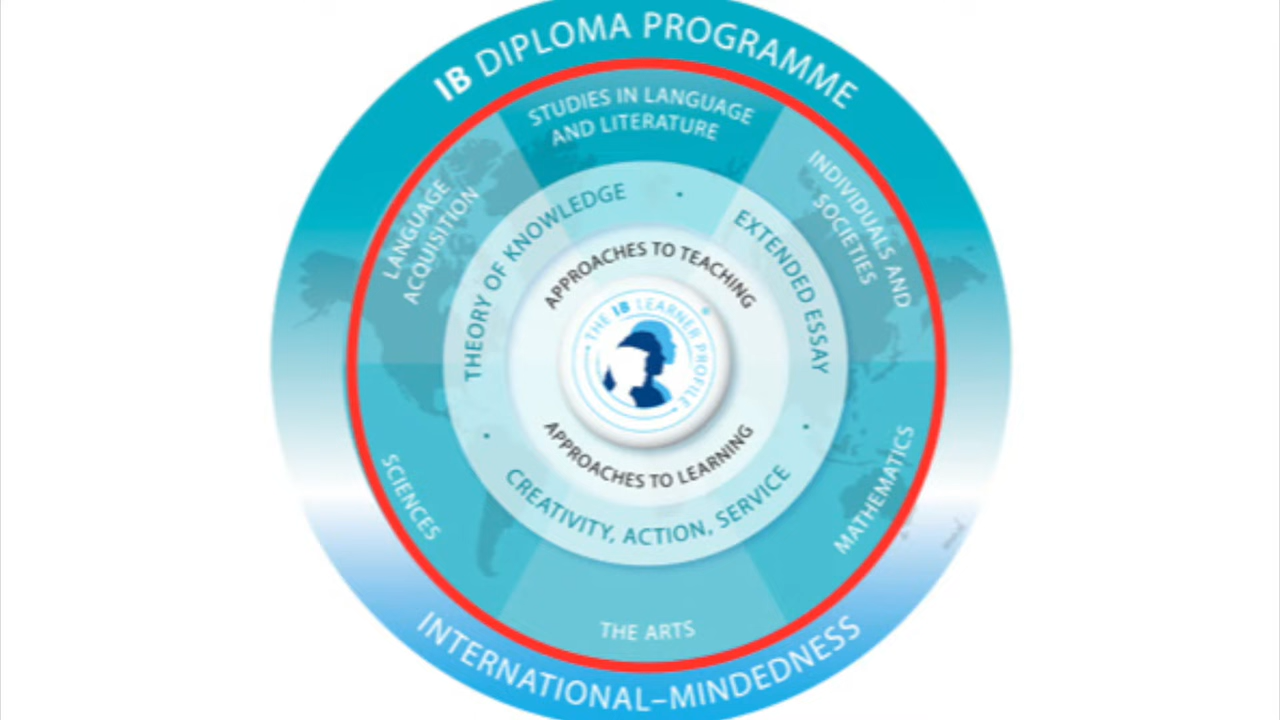 IB DIPLOMA PROGRAMME
STUDIES IN LANGUAGE
AND LITERATURE
INDIVIDUALS AND
SOCIETIES
MATHEMATICS
THE ARTS
SCIENCES
LANGUAGE
ACQUISITION
THEORY OF KNOWLEDGE
EXTENDED ESSAY
CREATIVITY, ACTION, SERVICE
APPROACHES TO TEACHING
APPROACHES TO LEARNING
THE IB LEARNER PROFILE
INTERNATIONAL–MINDEDNESS